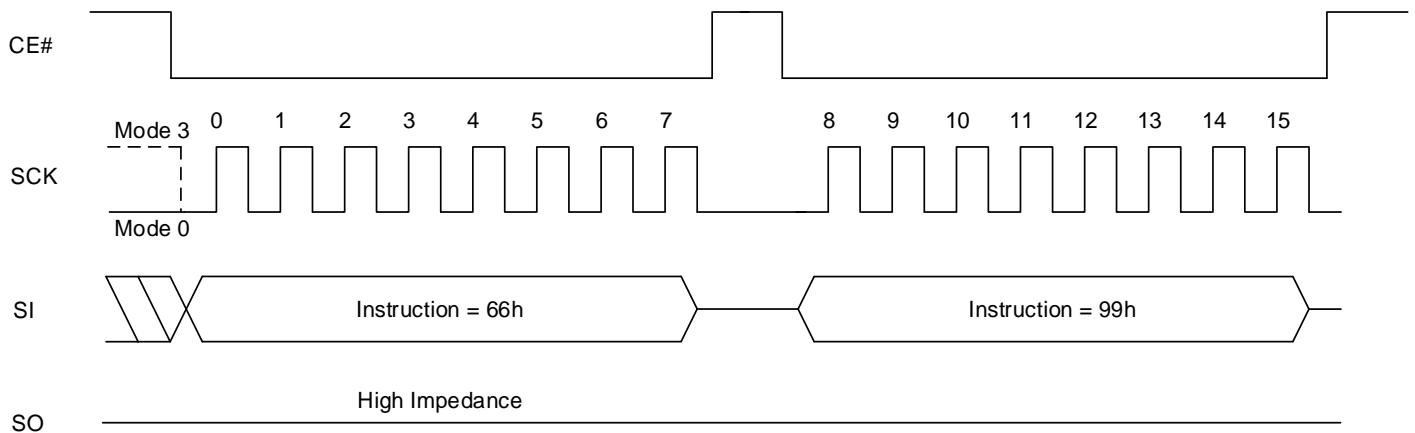 CE#
Mode 3
0 1 2 3 4 5 6 7 8 9 10 11 12 13 14 15
SCK
Mode 0
SI
Instruction = 66h
Instruction = 99h
High Impedance
SO